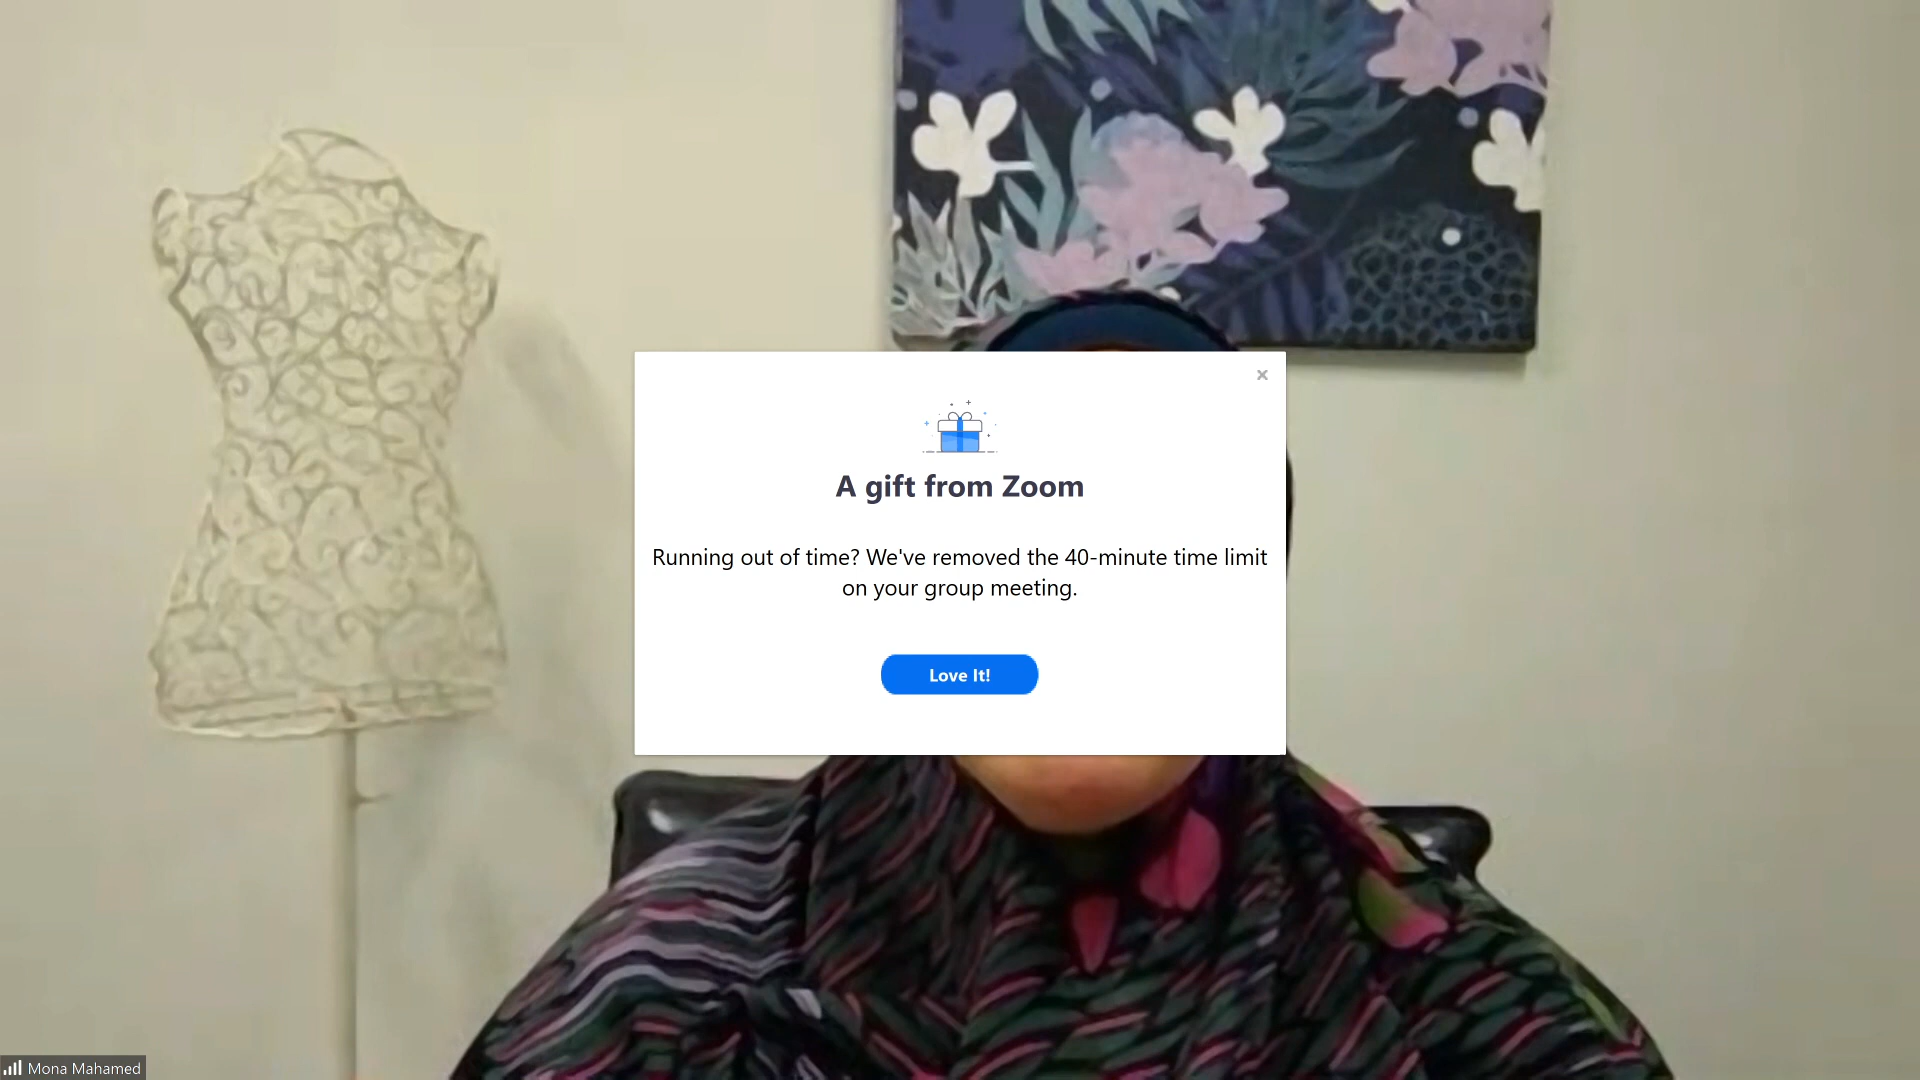 A gift from Zoom
Running out of time? We've removed the 40-minute time limit
on your group meeting.
Love It!
Mona Mahamed